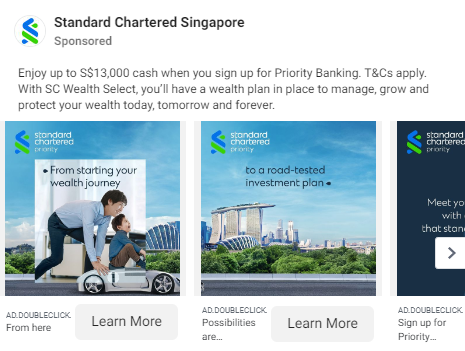 Standard Chartered Singapore
Sponsored
Enjoy up to S$13,000 cash when you sign up for Priority Banking. T&Cs apply.
With SC Wealth Select, you'll have a wealth plan in place to manage, grow and
protect your wealth today, tomorrow and forever.
standard
chartered
priority
From starting your
wealth journey
standard
chartered
priority
to a road-tested
investment plan
standard
chartered
priority
Meet yo
with
that stan
AD.DOUBLECLICK.
From here
Learn More
AD.DOUBLECLICK.
Possibilities
are...
Learn More
AD.DOUBLECLICK.
Sign up for
Priority...